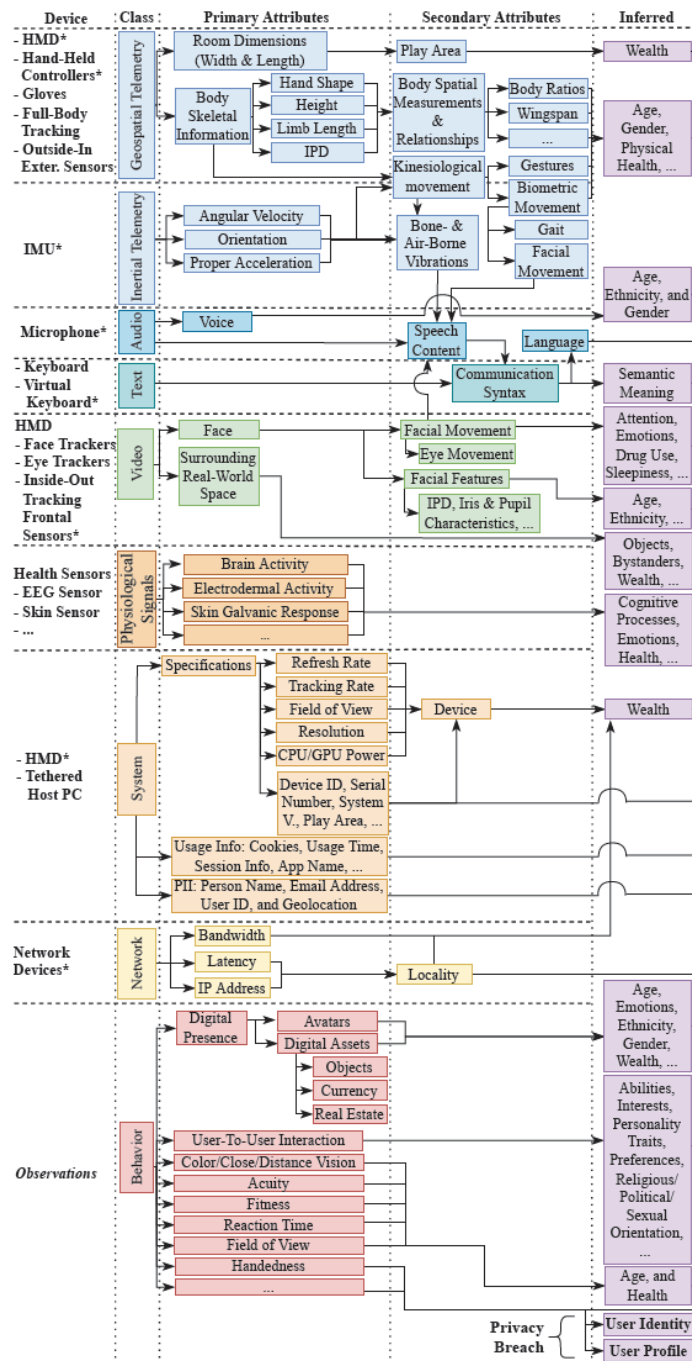 Device
Class
Primary Attributes
Secondary Attributes
Inferred
- HMD*
- Hand-Held
Controllers*
- Gloves
- Full-Body
Tracking
- Outside-In
Exter. Sensors
Geospatial Telemetry
Room Dimensions
(Width & Length)
Body
Skeletal
Information
Hand Shape
Height
Limb Length
IPD
Play Area
Body Spatial
Measurements
&
Relationships
Body Ratios
Wingspan
...
Kinesiological
movement
Gestures
Biometric
Movement
Gait
Facial
Movement
Wealth
Age,
Gender,
Physical
Health, ...
IMU*
Inertial Telemetry
Angular Velocity
Orientation
Proper Acceleration
Bone- &
Air-Borne
Vibrations
Age,
Ethnicity, and
Gender
Microphone*
Audio
Voice
Speech
Content
Language
- Keyboard
- Virtual
Keyboard*
Text
Communication
Syntax
Semantic
Meaning
HMD
- Face Trackers
- Eye Trackers
- Inside-Out
Tracking
Frontal
Sensors*
Video
Face
Surrounding
Real-World
Space
Facial Movement
Eye Movement
Facial Features
IPD, Iris & Pupil
Characteristics, ...
Attention,
Emotions,
Drug Use,
Sleepiness, ...
Age,
Ethnicity, ...
Objects,
Bystanders,
Wealth, ...
Health Sensors
- EEG Sensor
- Skin Sensor
- ...
Physiological
Signals
Brain Activity
Electrodermal Activity
Skin Galvanic Response
...
Cognitive
Processes,
Emotions,
Health, ...
- HMD*
- Tethered
Host PC
System
Specifications
Refresh Rate
Tracking Rate
Field of View
Resolution
CPU/GPU Power
Device ID, Serial
Number, System
V., Play Area, ...
Device
Wealth
Usage Info: Cookies, Usage Time,
Session Info, App Name, ...
PII: Person Name, Email Address,
User ID, and Geolocation
Network
Devices*
Network
Bandwidth
Latency
IP Address
Locality
Observations
Behavior
Digital
Presence
Avatars
Digital Assets
Objects
Currency
Real Estate
User-To-User Interaction
Color/Close/Distance Vision
Acuity
Fitness
Reaction Time
Field of View
Handedness
...
Age,
Emotions,
Ethnicity,
Gender,
Wealth, ...
Abilities,
Interests,
Personality
Traits,
Preferences,
Religious/
Political/
Sexual
Orientation,
...
Age, and
Health
Privacy
Breach
User Identity
User Profile